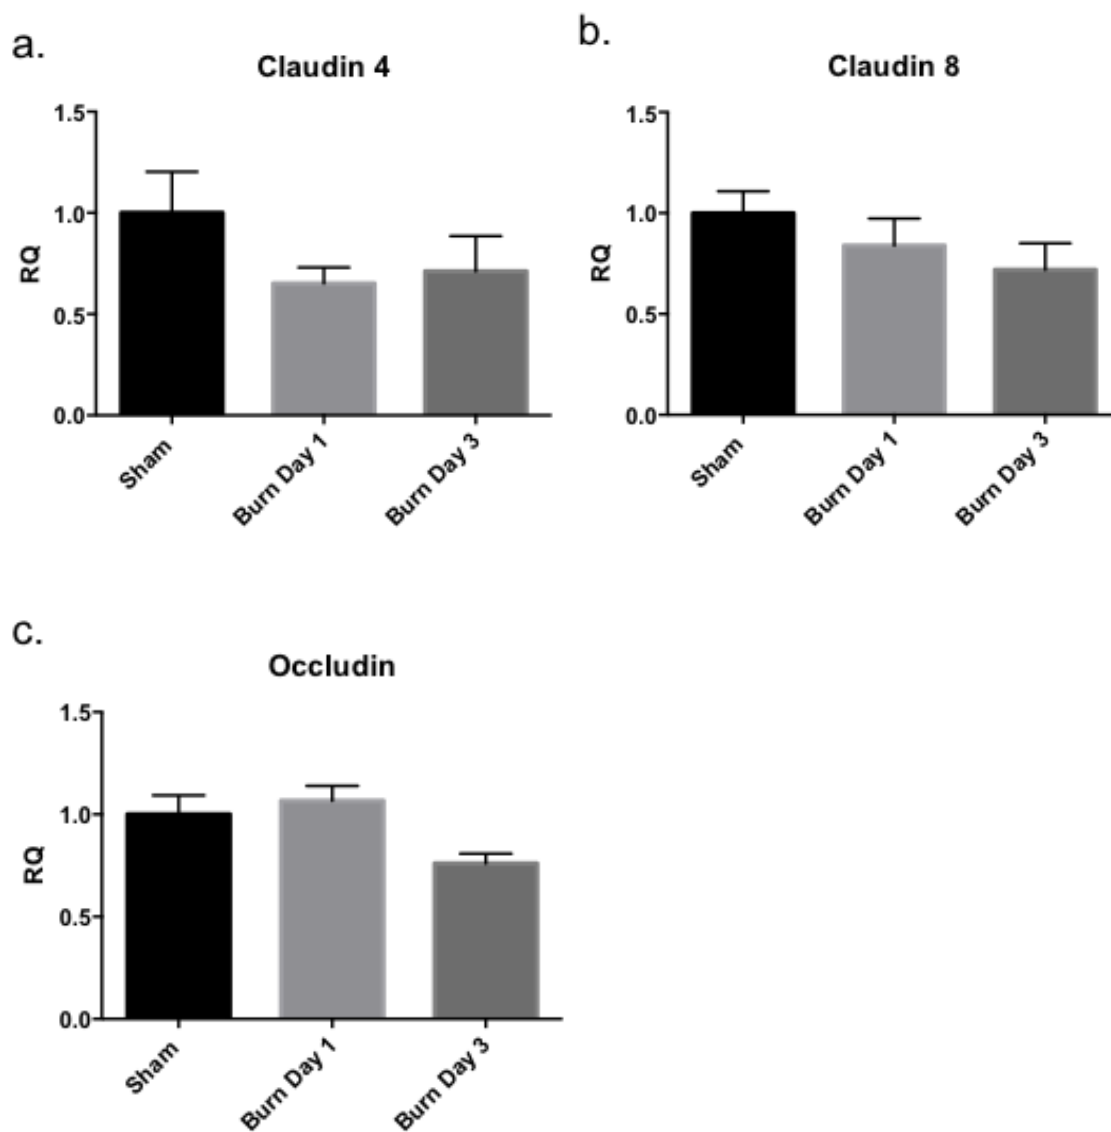 a.
Claudin 4
RQ
1.5
1.0
0.5
0.0
Sham
Burn Day 1
Burn Day 3
b.
Claudin 8
RQ
1.5
1.0
0.5
0.0
Sham
Burn Day 1
Burn Day 3
c.
Occludin
RQ
1.5
1.0
0.5
0.0
Sham
Burn Day 1
Burn Day 3